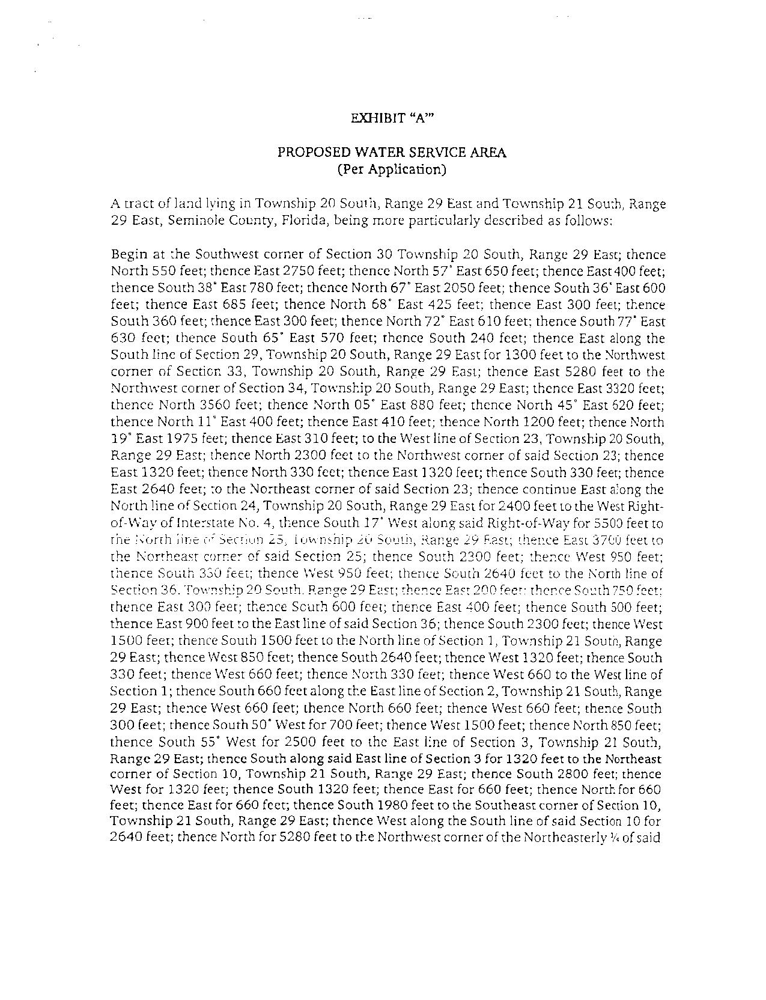 EXHIBIT “A’”
PROPOSED WATER SERVICE AREA
(Per Application)
A tract of land lying in Township 20 South, Range 29 East and Township 21 South, Range
29 East, Seminole County, Florida, being more particularly described as follows:
Begin at the Southwest corner of Section 30 Township 20 South, Range 29 East; thence
North 550 feet; thence East 2750 feet; thence North 57° East 650 feet; thence East 400 feet;
thence South 38° East 780 feet; thence North 67° East 2050 feet; thence South 36° East 600
feet; thence East 685 feet; thence North 68° East 425 feet; thence East 300 feet; thence
South 360 feet; thence East 300 feet; thence North 72° East 610 feet; thence South 77° East
630 feet; thence South 65° East 570 feet; thence South 240 feet; thence East along the
South line of Section 29, Township 20 South, Range 29 East for 1300 feet to the Northwest
corner of Section 33, Township 20 South, Range 29 East; thence East 5280 feet to the
Northwest corner of Section 34, Township 20 South, Range 29 East; thence East 3320 feet;
thence North 3560 feet; thence North 05° East 880 feet; thence North 45° East 620 feet;
thence North 11° East 400 feet; thence East 410 feet; thence North 1200 feet; thence North
19° East 1975 feet; thence East 310 feet; to the West line of Section 23, Township 20 South,
Range 29 East; thence North 2300 feet to the Northwest corner of said Section 23; thence
East 1320 feet; thence North 330 feet; thence East 1320 feet; thence South 330 feet; thence
East 2640 feet; to the Northeast corner of said Section 23; thence continue East along the
North line of Section 24, Township 20 South, Range 29 East for 2400 feet to the West Right-
of-Way of Interstate No. 4, thence South 17° West along said Right-of-Way for 5500 feet to
the North line of Section 25, Township 20 South, Range 29 East; thence East 3700 feet to
the Northeast corner of said Section 25; thence South 2300 feet; thence West 950 feet;
thence South 330 feet; thence West 950 feet; thence South 2640 feet to the North line of
Section 36, Township 20 South, Range 29 East; thence East 200 feet; thence South 750 feet;
thence East 300 feet; thence South 600 feet; thence East 400 feet; thence South 500 feet;
thence East 900 feet to the East line of said Section 36; thence South 2300 feet; thence West
1500 feet; thence South 1500 feet to the North line of Section 1, Township 21 South, Range
29 East; thence West 850 feet; thence South 2640 feet; thence West 1320 feet; thence South
330 feet; thence West 660 feet; thence North 330 feet; thence West 660 to the West line of
Section 1; thence South 660 feet along the East line of Section 2, Township 21 South, Range
29 East; thence West 660 feet; thence North 660 feet; thence West 660 feet; thence South
300 feet; thence South 50° West for 700 feet; thence West 1500 feet; thence North 850 feet;
thence South 55° West for 2500 feet to the East line of Section 3, Township 21 South,
Range 29 East; thence South along said East line of Section 3 for 1320 feet to the Northeast
corner of Section 10, Township 21 South, Range 29 East; thence South 2800 feet; thence
West for 1320 feet; thence South 1320 feet; thence East for 660 feet; thence North for 660
feet; thence East for 660 feet; thence South 1980 feet to the Southeast corner of Section 10,
Township 21 South, Range 29 East; thence West along the South line of said Section 10 for
2640 feet; thence North for 5280 feet to the Northwest corner of the Northeasterly ¼ of said